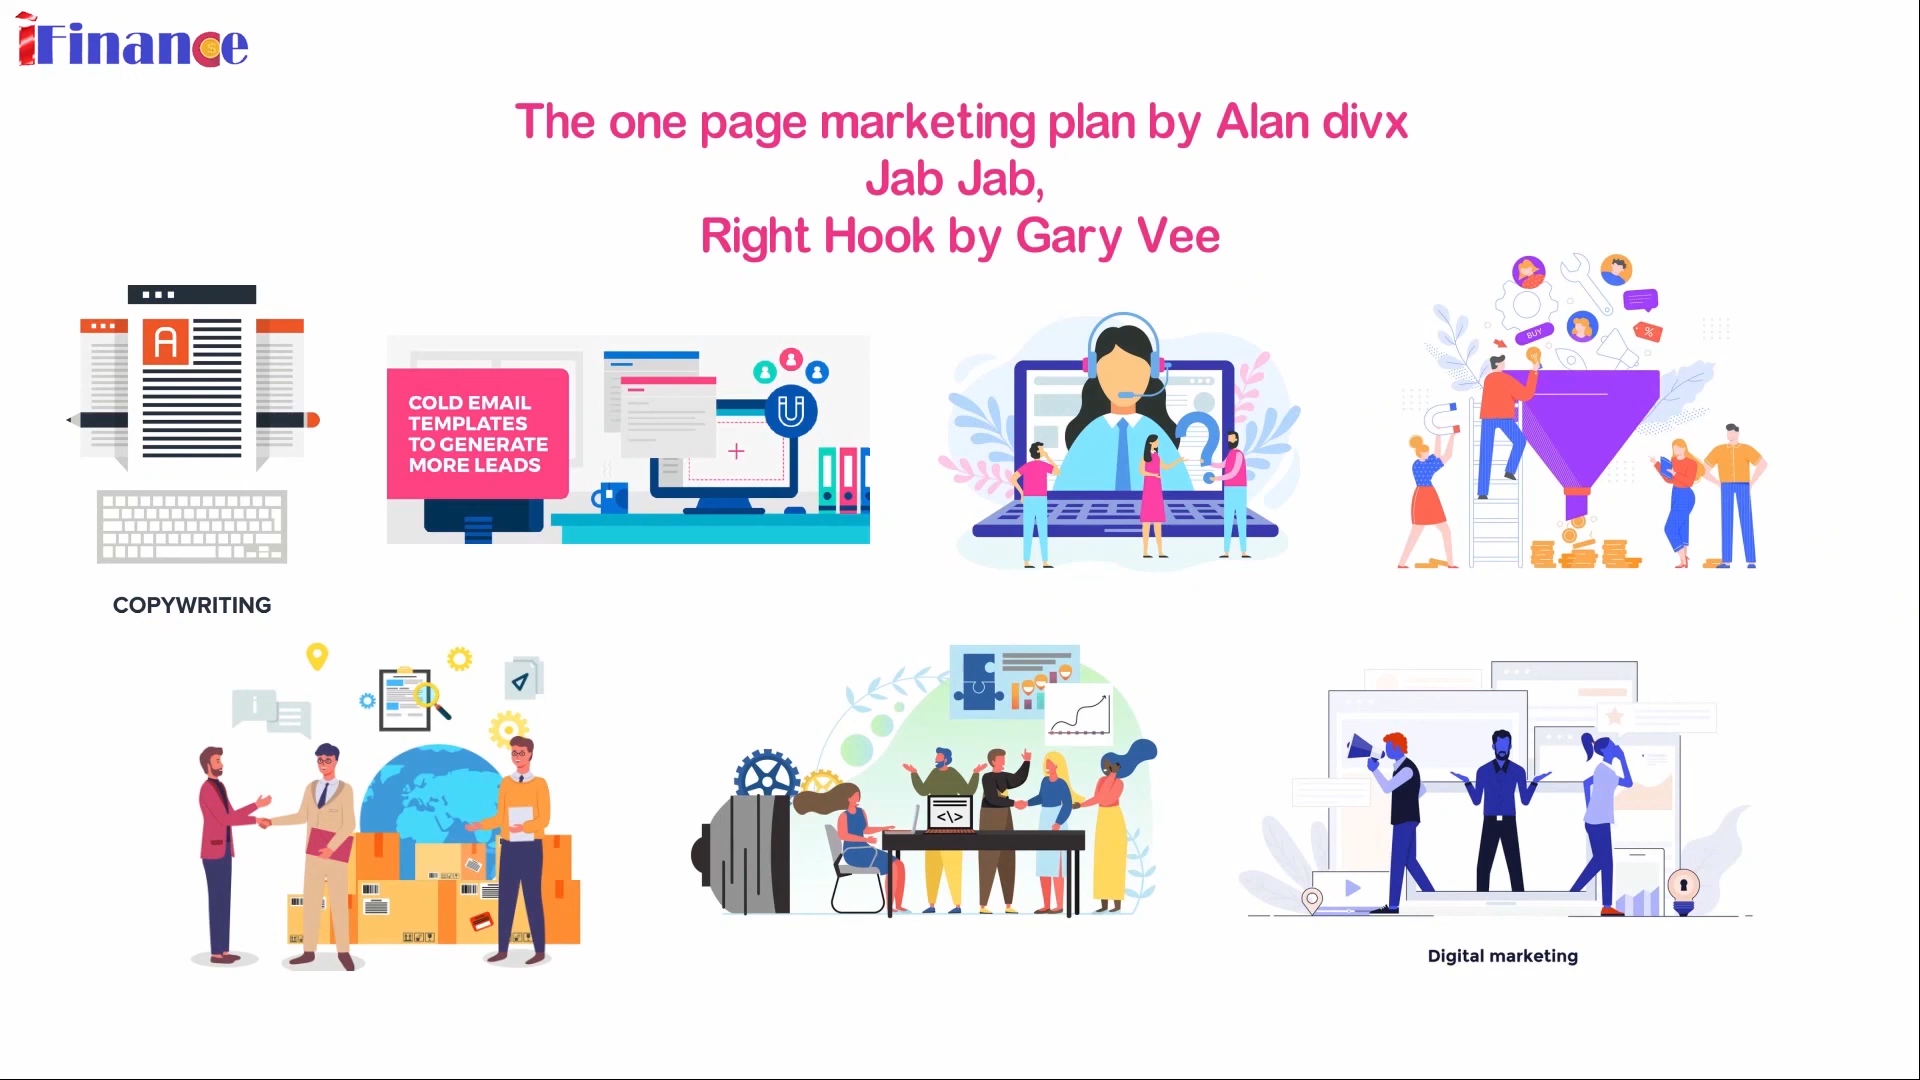 iFinance
The one page marketing plan by Alan divx
Jab Jab,
Right Hook by Gary Vee
BUY
%
A
COLD EMAIL
TEMPLATES
TO GENERATE
MORE LEADS
?
COPYWRITING
i
</>
Digital marketing